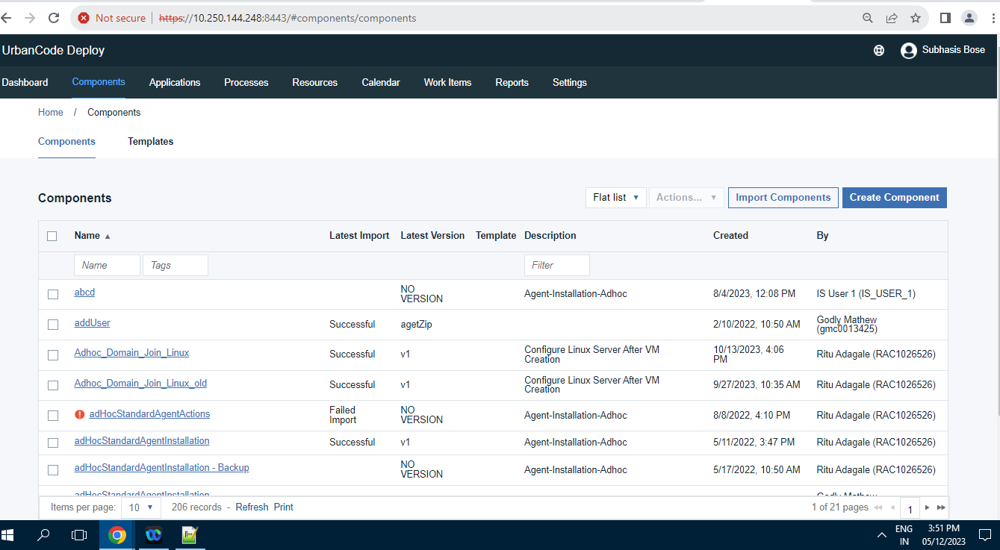 Not secure https://10.250.144.248:8443/#components/components
UrbanCode Deploy
Subhasis Bose
Dashboard Components Applications Processes Resources Calendar Work Items Reports Settings
Home / Components
Components Templates
Components
Flat list Actions... Import Components Create Component
Name Latest Import Latest Version Template Description Created By
Name Tags Filter
abcd NO VERSION Agent-Installation-Adhoc 8/4/2023, 12:08 PM IS User 1 (IS_USER_1)
addUser Successful agetZip 2/10/2022, 10:50 AM Godly Mathew (gmc0013425)
Adhoc_Domain_Join_Linux Successful v1 Configure Linux Server After VM Creation 10/13/2023, 4:06 PM Ritu Adagale (RAC1026526)
Adhoc_Domain_Join_Linux_old Successful v1 Configure Linux Server After VM Creation 9/27/2023, 10:35 AM Ritu Adagale (RAC1026526)
adHocStandardAgentActions Failed Import NO VERSION Agent-Installation-Adhoc 8/8/2022, 4:10 PM Ritu Adagale (RAC1026526)
adHocStandardAgentInstallation Successful v1 Agent-Installation-Adhoc 5/11/2022, 3:47 PM Ritu Adagale (RAC1026526)
adHocStandardAgentInstallation - Backup NO VERSION Agent-Installation-Adhoc 5/17/2022, 10:50 AM Ritu Adagale (RAC1026526)
adHocStandardAgentInstallation Godly Mathew
Items per page: 10 206 records - Refresh Print 1 of 21 pages 1
ENG 3:51 PM
IN 05/12/2023